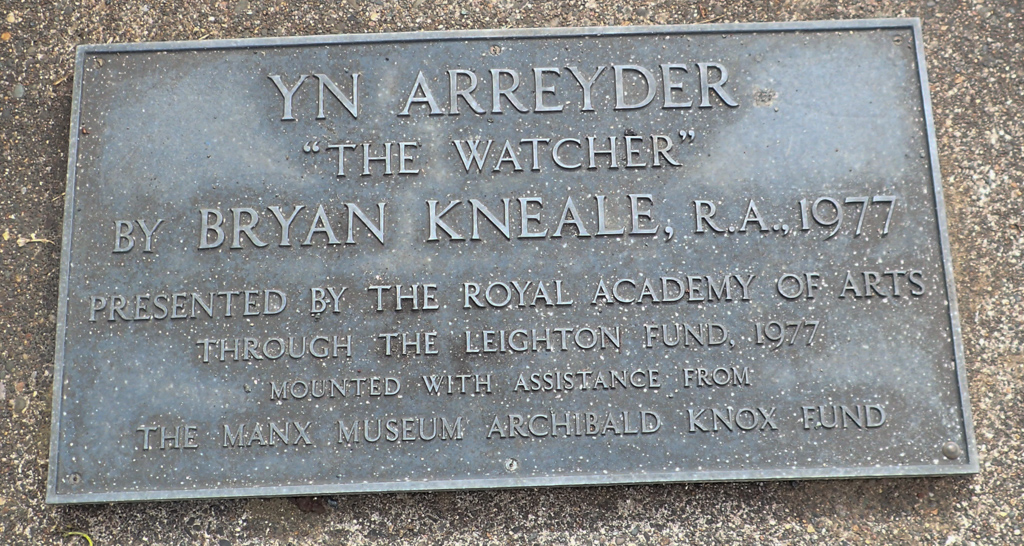 YN ARREYDER
“THE WATCHER”
BY BRYAN KNEALE, R.A., 1977
PRESENTED BY THE ROYAL ACADEMY OF ARTS
THROUGH THE LEIGHTON FUND, 1977
MOUNTED WITH ASSISTANCE FROM
THE MANX MUSEUM ARCHIBALD KNOX FUND